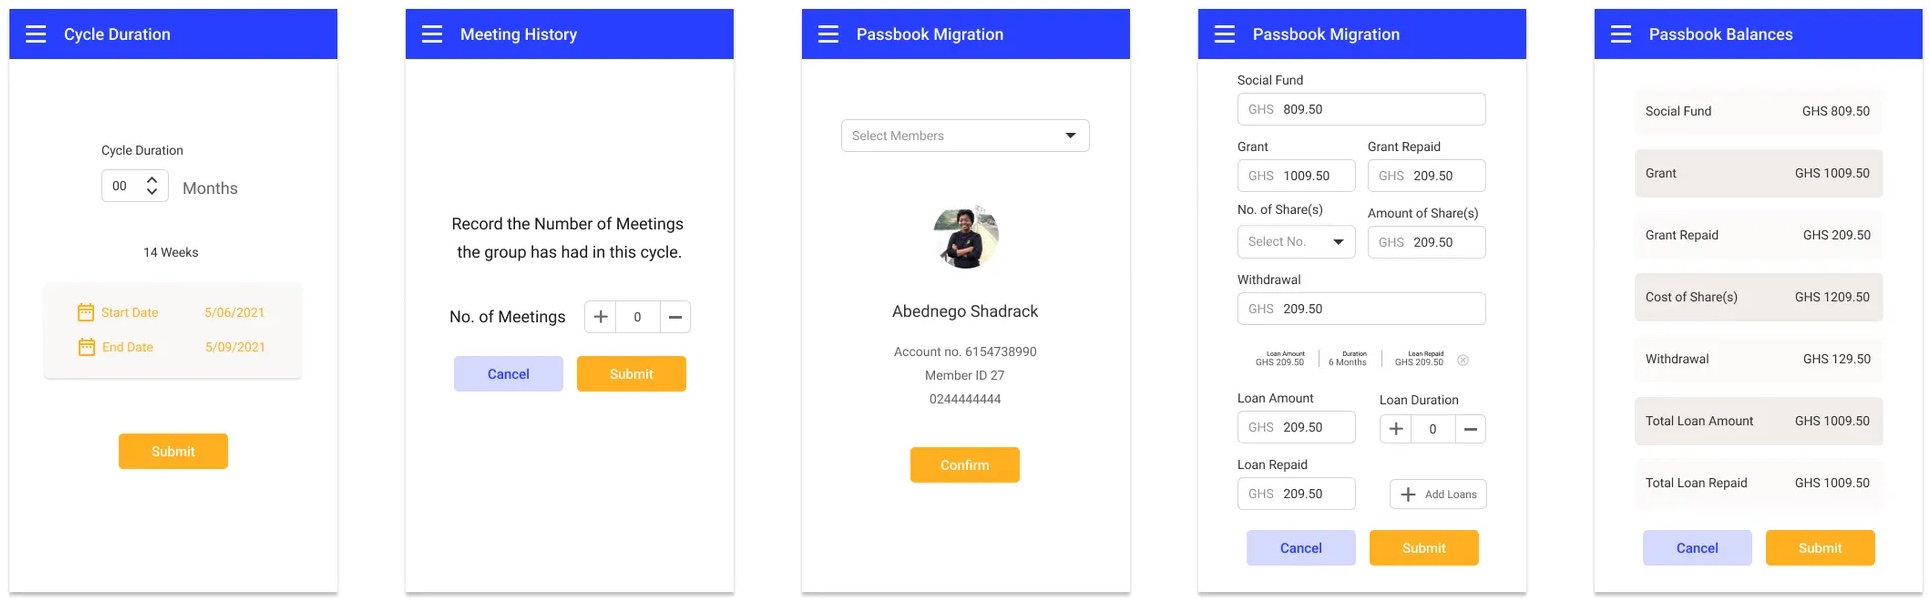 Cycle Duration
Cycle Duration
00
Months
14 Weeks
Start Date 5/06/2021
End Date 5/09/2021
Submit
Meeting History
Record the Number of Meetings
the group has had in this cycle.
No. of Meetings + 0 −
Cancel Submit
Passbook Migration
Select Members
Abednego Shadrack
Account no. 6154738990
Member ID 27
0244444444
Confirm
Passbook Migration
Social Fund
GHS 809.50
Grant Grant Repaid
GHS 1009.50 GHS 209.50
No. of Share(s) Amount of Share(s)
Select No. GHS 209.50
Withdrawal
GHS 209.50
Loan Amount Duration Loan Repaid
GHS 209.50 6 Months GHS 209.50
Loan Amount Loan Duration
GHS 209.50 + 0 −
Loan Repaid
GHS 209.50 + Add Loans
Cancel Submit
Passbook Balances
Social Fund GHS 809.50
Grant GHS 1009.50
Grant Repaid GHS 209.50
Cost of Share(s) GHS 1209.50
Withdrawal GHS 129.50
Total Loan Amount GHS 1009.50
Total Loan Repaid GHS 1009.50
Cancel Submit